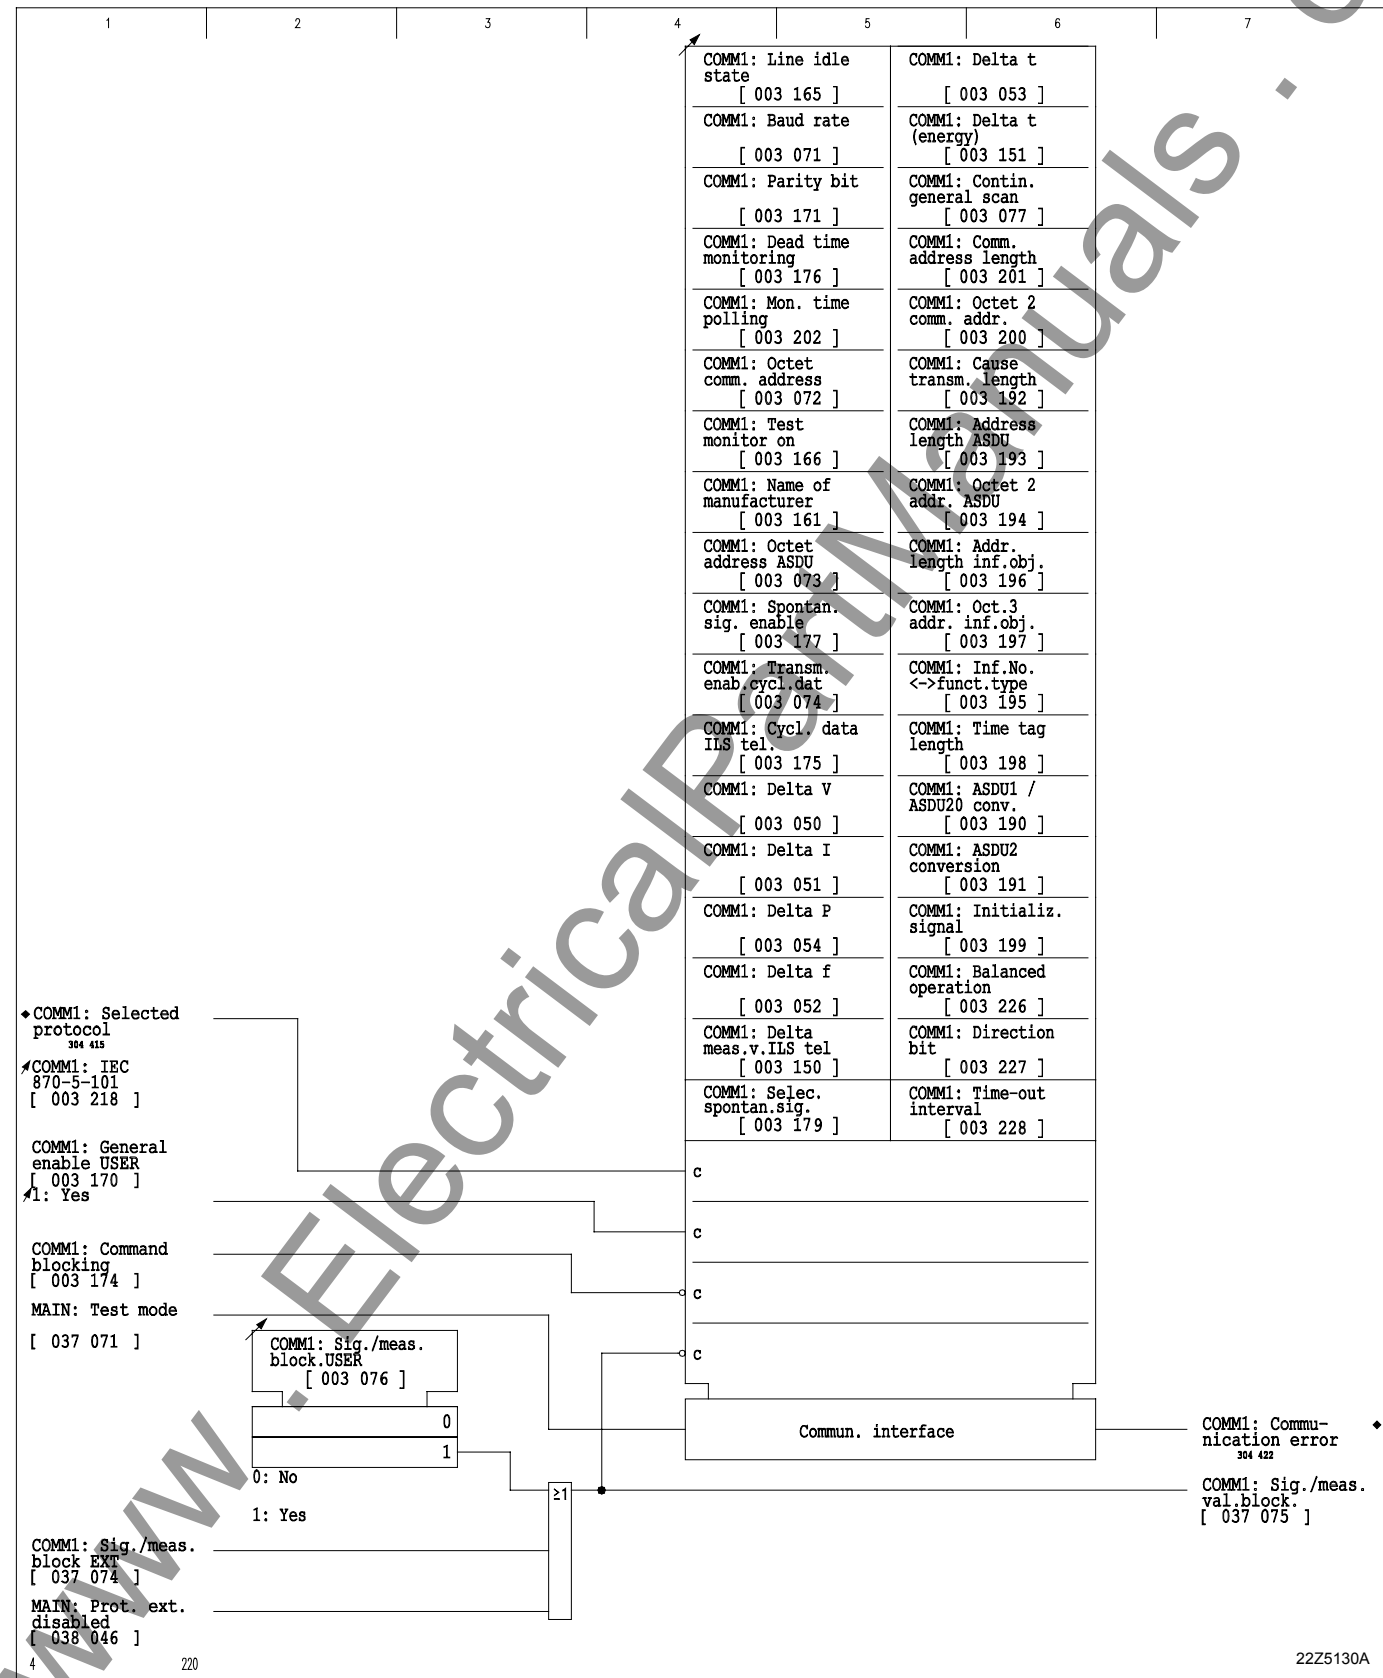 1 2 3 4 5 6 7
COMM1: Line idle
state
[ 003 165 ]
COMM1: Delta t
[ 003 053 ]
COMM1: Baud rate
[ 003 071 ]
COMM1: Delta t
(energy)
[ 003 151 ]
COMM1: Parity bit
[ 003 171 ]
COMM1: Contin.
general scan
[ 003 077 ]
COMM1: Dead time
monitoring
[ 003 176 ]
COMM1: Comm.
address length
[ 003 201 ]
COMM1: Mon. time
polling
[ 003 202 ]
COMM1: Octet 2
comm. addr.
[ 003 200 ]
COMM1: Octet
comm. address
[ 003 072 ]
COMM1: Cause
transm. length
[ 003 192 ]
COMM1: Test
monitor on
[ 003 166 ]
COMM1: Address
length ASDU
[ 003 193 ]
COMM1: Name of
manufacturer
[ 003 161 ]
COMM1: Octet 2
addr. ASDU
[ 003 194 ]
COMM1: Octet
address ASDU
[ 003 073 ]
COMM1: Addr.
length inf.obj.
[ 003 196 ]
COMM1: Spontan.
sig. enable
[ 003 177 ]
COMM1: Oct.3
addr. inf.obj.
[ 003 197 ]
COMM1: Transm.
enab.cycl.dat
[ 003 074 ]
COMM1: Inf.No.
<->funct.type
[ 003 195 ]
COMM1: Cycl. data
ILS tel.
[ 003 175 ]
COMM1: Time tag
length
[ 003 198 ]
COMM1: Delta V
[ 003 050 ]
COMM1: ASDU1 /
ASDU20 conv.
[ 003 190 ]
COMM1: Delta I
[ 003 051 ]
COMM1: ASDU2
conversion
[ 003 191 ]
COMM1: Delta P
[ 003 054 ]
COMM1: Initializ.
signal
[ 003 199 ]
COMM1: Delta f
[ 003 052 ]
COMM1: Balanced
operation
[ 003 226 ]
COMM1: Delta
meas.v.ILS tel
[ 003 150 ]
COMM1: Direction
bit
[ 003 227 ]
COMM1: Selec.
spontan.sig.
[ 003 179 ]
COMM1: Time-out
interval
[ 003 228 ]
COMM1: Selected
protocol
304 415
COMM1: IEC
870-5-101
[ 003 218 ]
COMM1: General
enable USER
[ 003 170 ]
1: Yes
C
C
COMM1: Command
blocking
[ 003 174 ]
C
MAIN: Test mode
[ 037 071 ]
COMM1: Sig./meas.
block.USER
[ 003 076 ]
C
0
1
0: No
1: Yes
Commun. interface
COMM1: Commu-
nication error
304 422
≥1
COMM1: Sig./meas.
val.block.
[ 037 075 ]
COMM1: Sig./meas.
block EXT
[ 037 074 ]
MAIN: Prot. ext.
disabled
[ 038 046 ]
4 220
22Z5130A
www . ElectricalPartManuals .